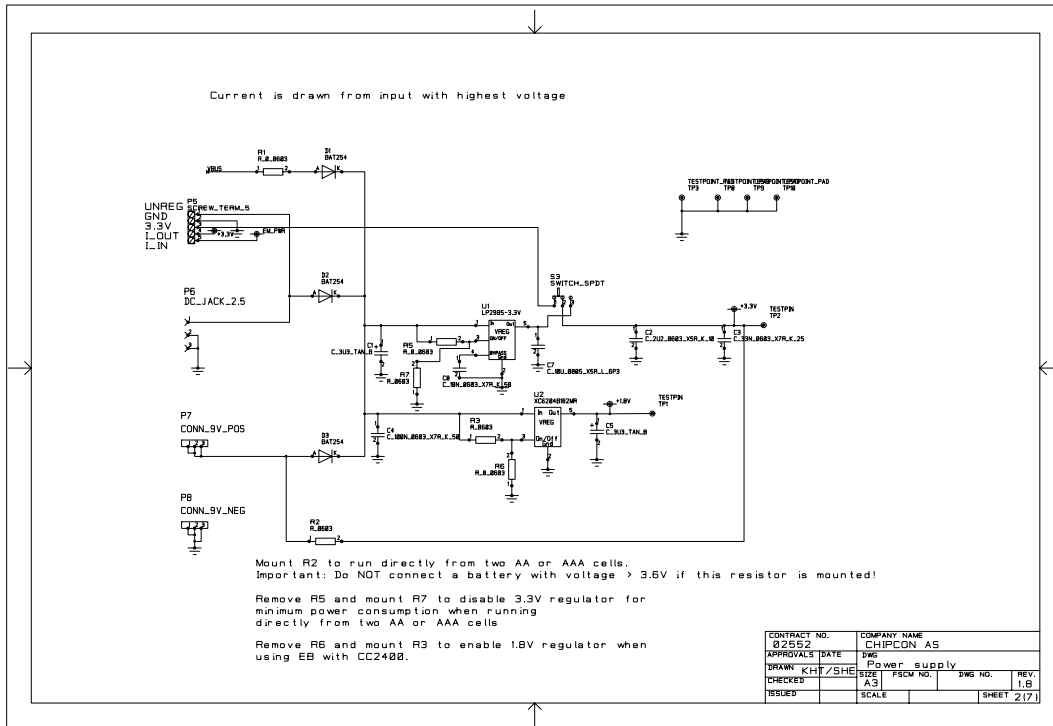 Current is drawn from input with highest voltage
R1
R_0_0603
D1
BAT254
VBUS
TESTPOINT_PAD
TP3 TP8 TP9 TP10
UNREG P5
GND SCREW_TERM_5
3.3V
I_OUT
I_IN
+3.3V
EM_PWR
D2
BAT254
P6
DC_JACK_2.5
S3
SWITCH_SPDT
U1
LP2985-3.3V
In Out
VREG
ON/OFF
BYPASS
Gnd
+3.3V
TESTPIN
TP2
C1
C_3U3_TAN_B
R5
R_0_0603
R7
R_0603
C8
C_10N_0603_X7R_K_50
C7
C_10U_0805_X5R_L_6P3
C2
C_2U2_0603_X5R_K_10
C3
C_33N_0603_X7R_K_25
U2
XC6204B182MR
In Out
VREG
On/Off
Gnd
+1.8V
TESTPIN
TP1
P7
CONN_9V_POS
D3
BAT254
C4
C_100N_0603_X7R_K_50
R3
R_0603
R6
R_0_0603
C5
C_3U3_TAN_B
P8
CONN_9V_NEG
R2
R_0603
Mount R2 to run directly from two AA or AAA cells.
Important: Do NOT connect a battery with voltage > 3.6V if this resistor is mounted!
Remove R5 and mount R7 to disable 3.3V regulator for
minimum power consumption when running
directly from two AA or AAA cells
Remove R6 and mount R3 to enable 1.8V regulator when
using EB with CC2400.
CONTRACT NO.
02552
COMPANY NAME
CHIPCON AS
APPROVALS DATE
DWG
Power supply
DRAWN KHT/SHE
SIZE
A3
FSCM NO.
DWG NO.
REV.
1.8
CHECKED
ISSUED
SCALE
SHEET 2(7)